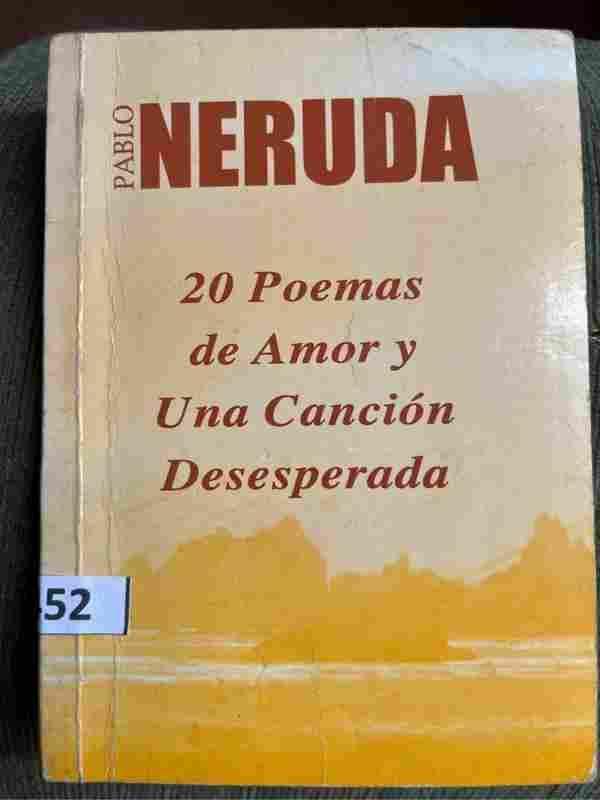 PABLO
NERUDA
20 Poemas
de Amor y
Una Canción
Desesperada
52